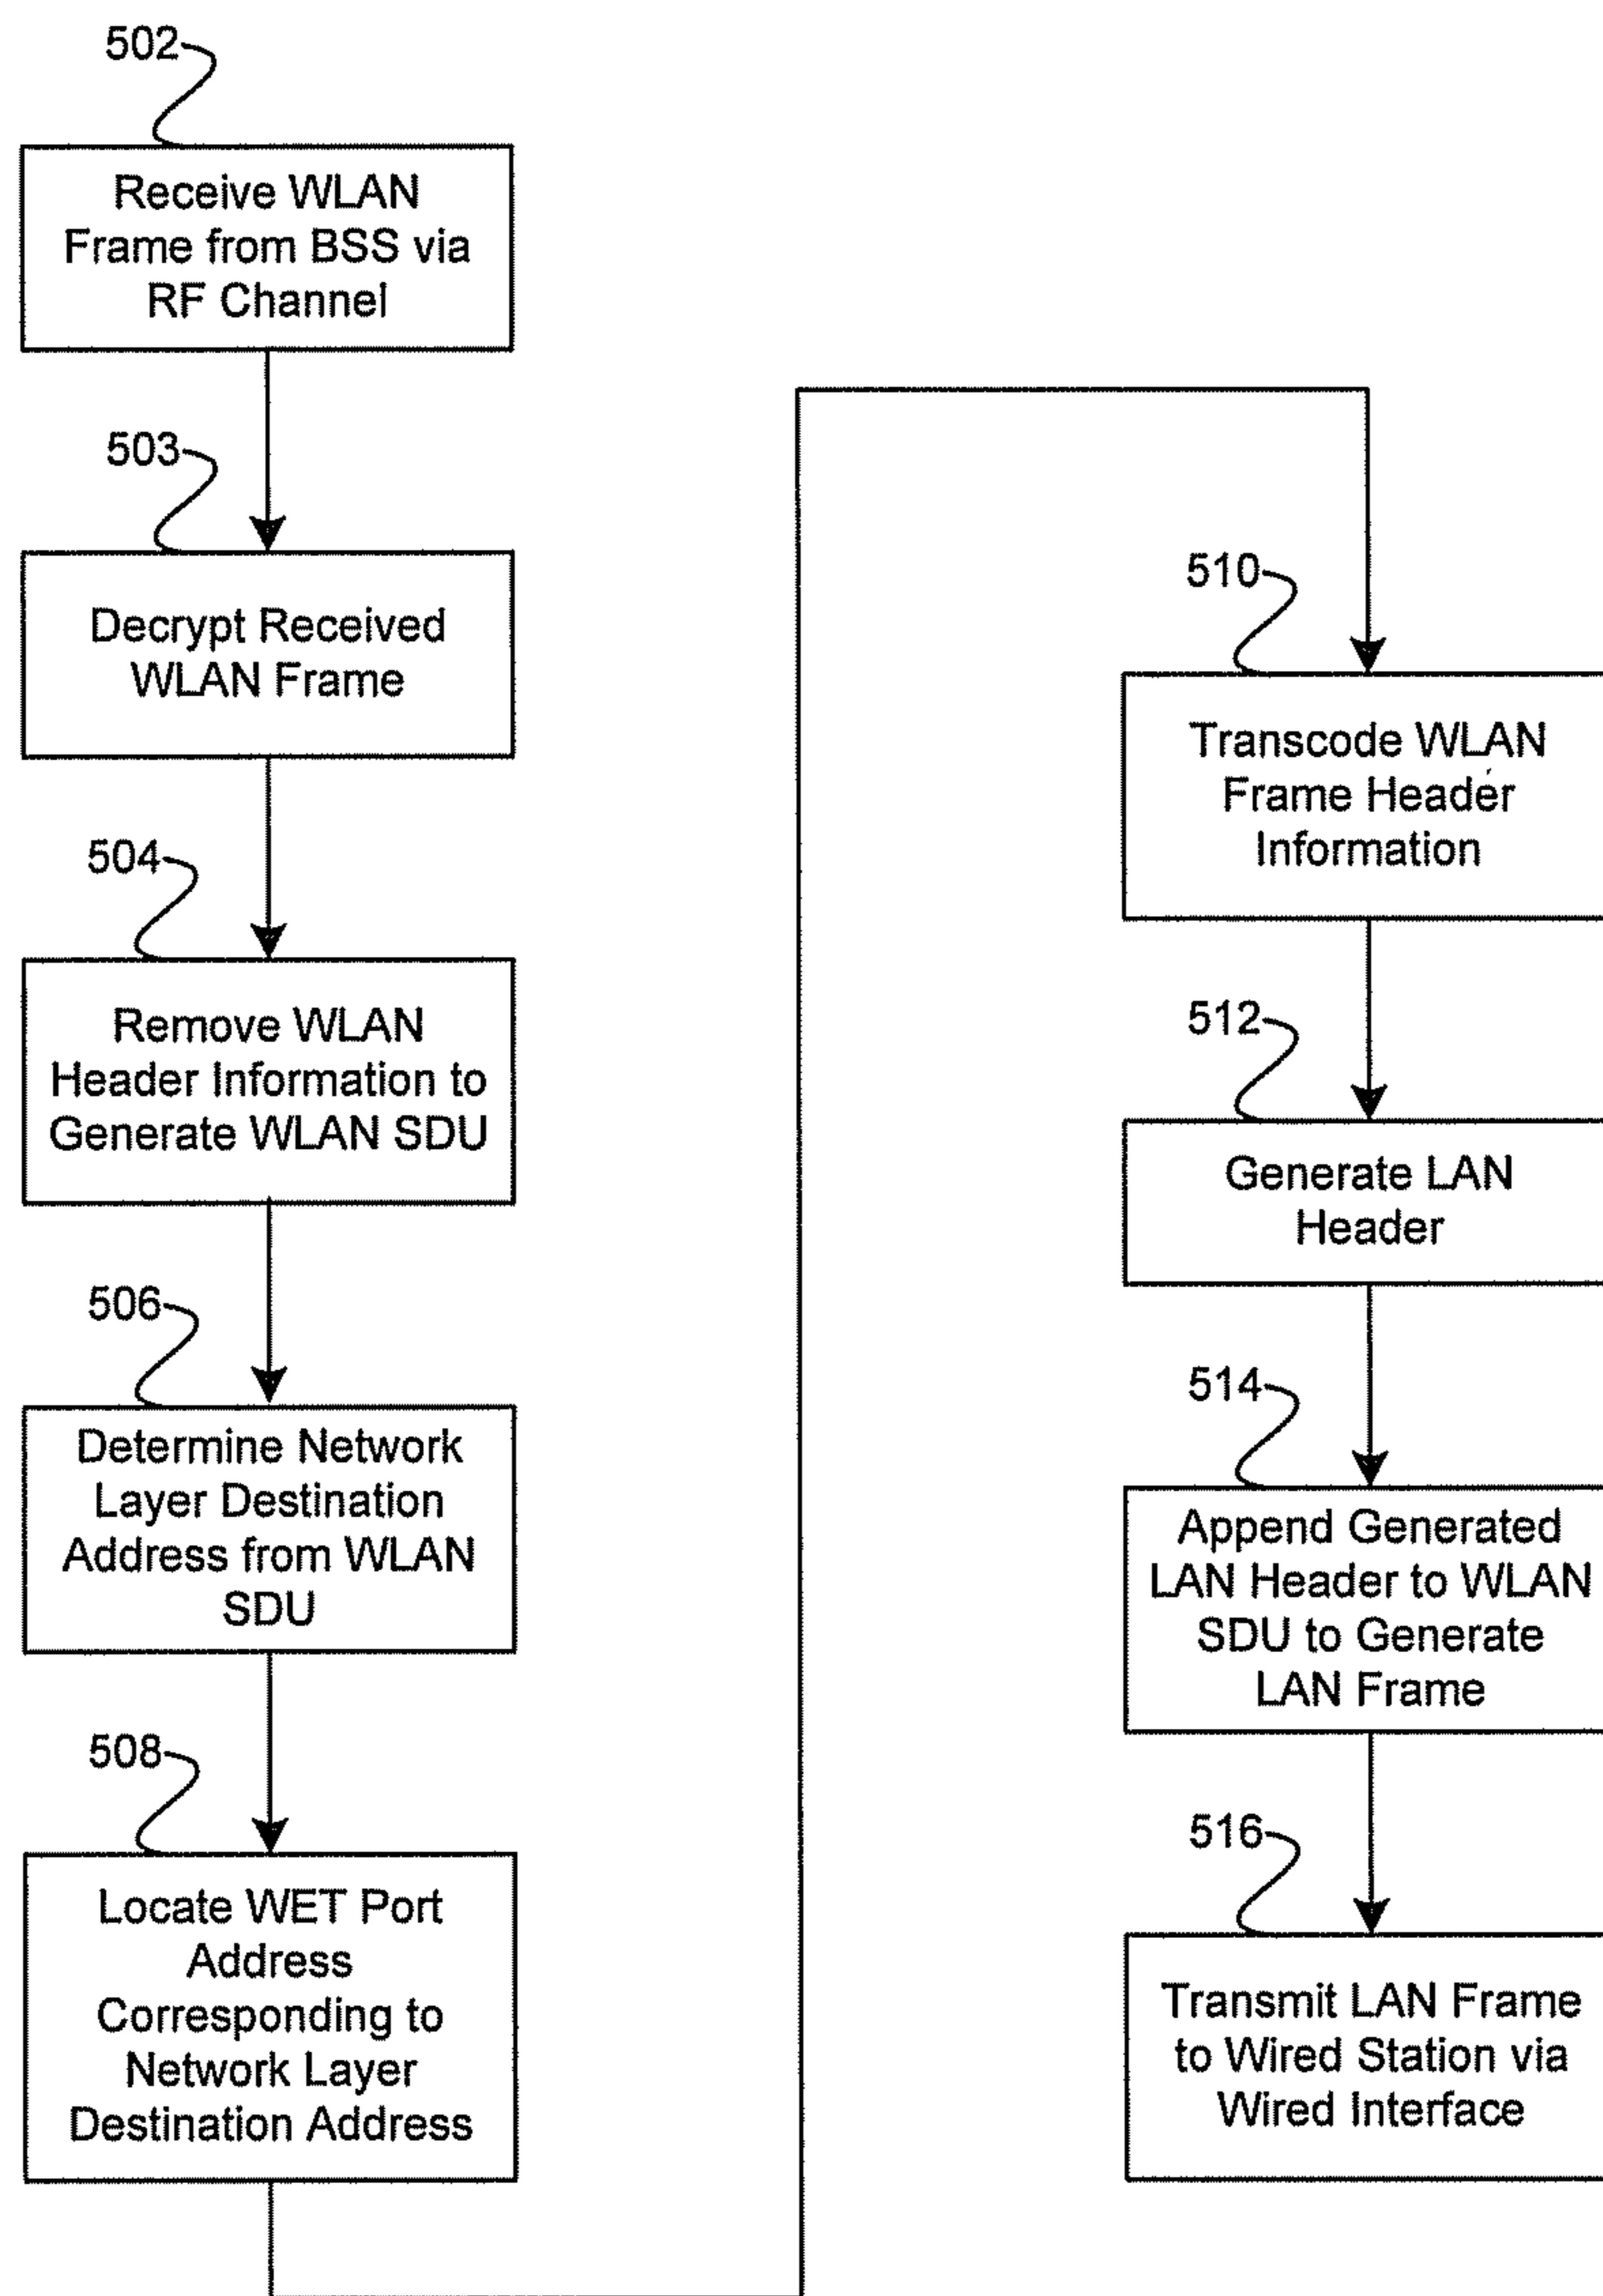 502
Receive WLAN
Frame from BSS via
RF Channel
503
Decrypt Received
WLAN Frame
504
Remove WLAN
Header Information to
Generate WLAN SDU
506
Determine Network
Layer Destination
Address from WLAN
SDU
508
Locate WET Port
Address
Corresponding to
Network Layer
Destination Address
510
Transcode WLAN
Frame Header
Information
512
Generate LAN
Header
514
Append Generated
LAN Header to WLAN
SDU to Generate
LAN Frame
516
Transmit LAN Frame
to Wired Station via
Wired Interface